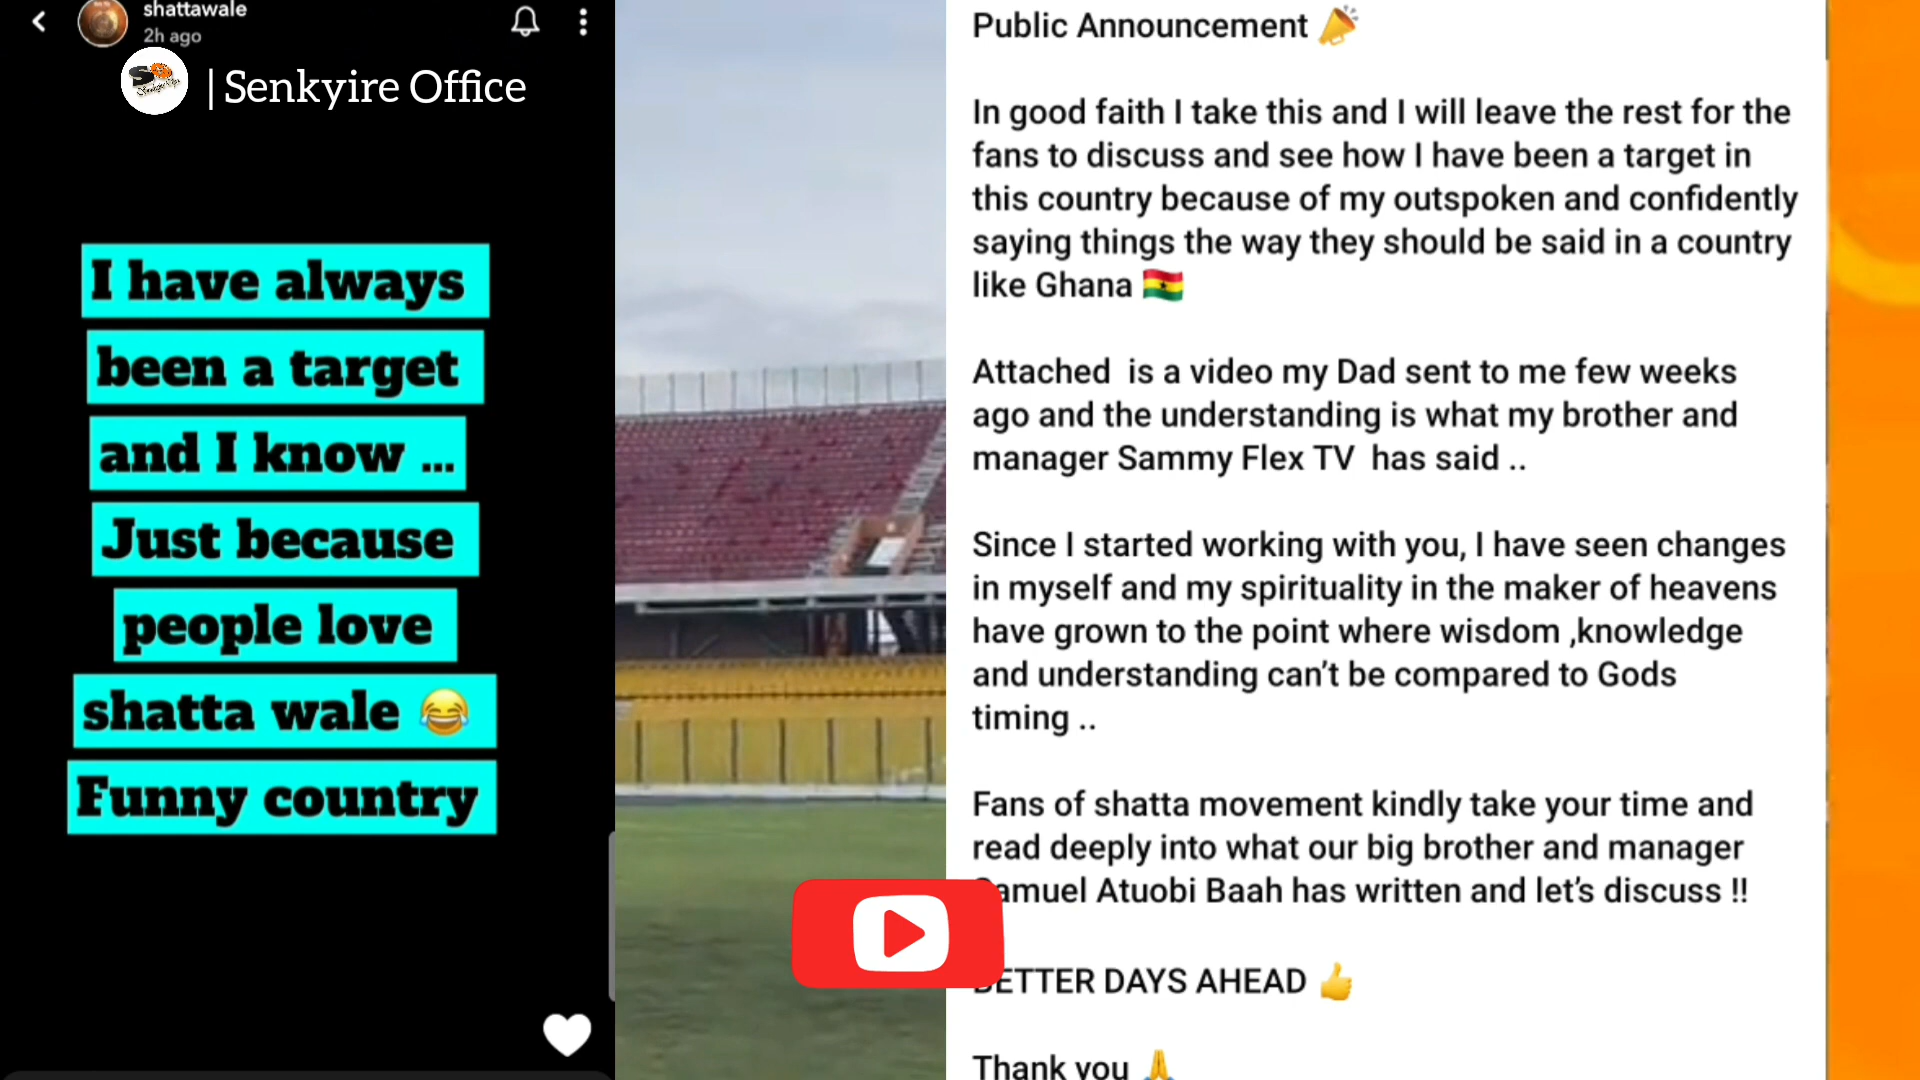 shattawale
2h ago
| Senkyire Office
I have always
been a target
and I know ...
Just because
people love
shatta wale 😂
Funny country
Public Announcement 📣
In good faith I take this and I will leave the rest for the
fans to discuss and see how I have been a target in
this country because of my outspoken and confidently
saying things the way they should be said in a country
like Ghana 🇬🇭
Attached  is a video my Dad sent to me few weeks
ago and the understanding is what my brother and
manager Sammy Flex TV  has said ..
Since I started working with you, I have seen changes
in myself and my spirituality in the maker of heavens
have grown to the point where wisdom ,knowledge
and understanding can’t be compared to Gods
timing ..
Fans of shatta movement kindly take your time and
read deeply into what our big brother and manager
Samuel Atuobi Baah has written and let’s discuss !!
BETTER DAYS AHEAD 👍
Thank you 🙏